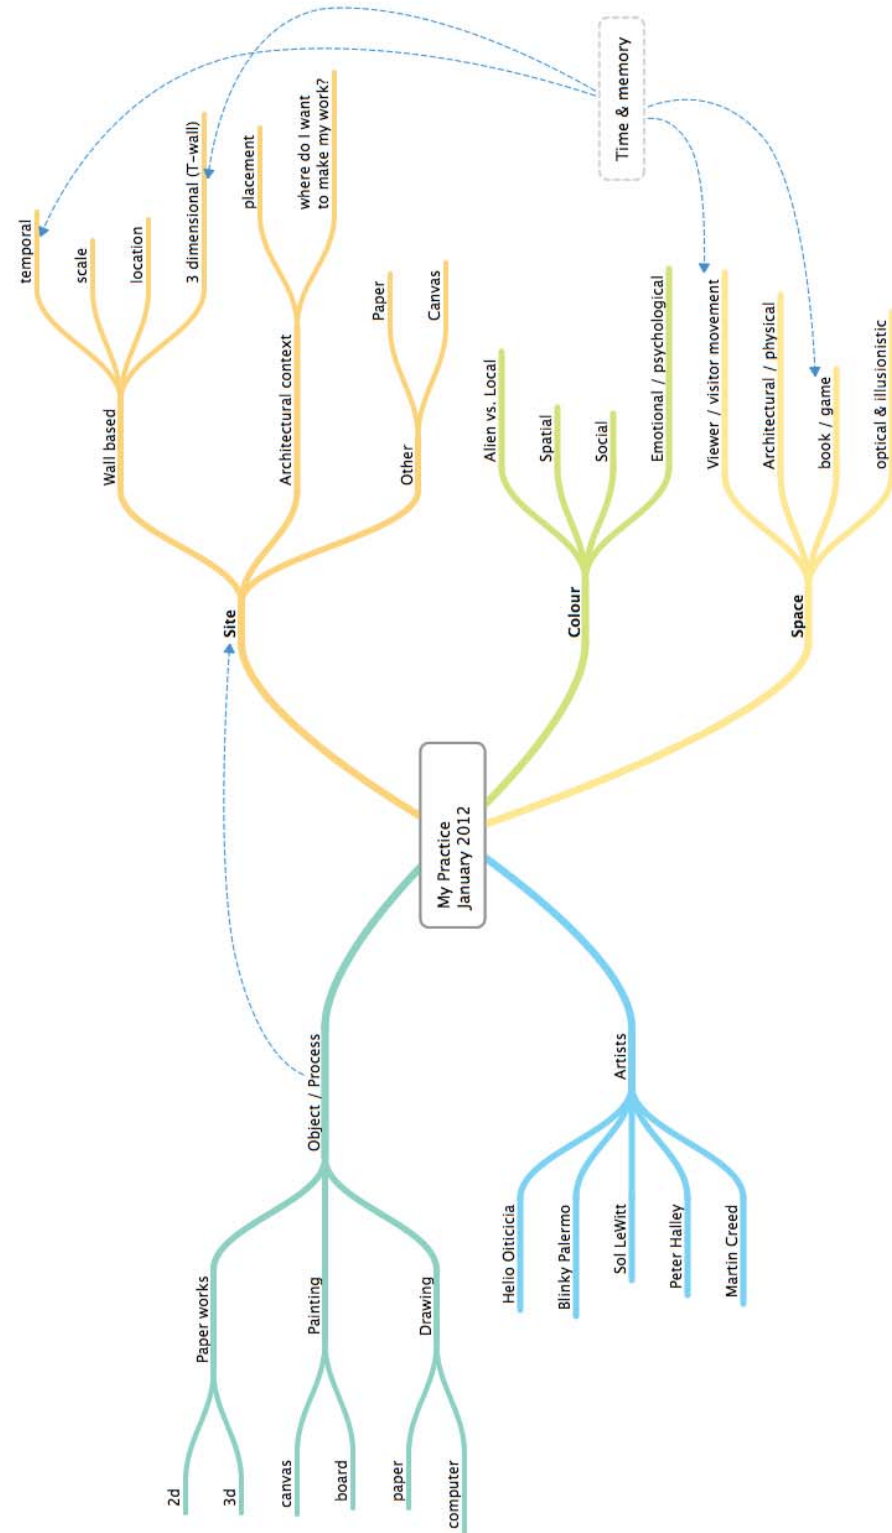 My Practice
January 2012
Object / Process
Paper works
2d
3d
Painting
canvas
board
Drawing
paper
computer
Artists
Helio Oiticicia
Blinky Palermo
Sol LeWitt
Peter Halley
Martin Creed
Site
Wall based
temporal
scale
location
3 dimensional (T-wall)
Architectural context
placement
where do I want
to make my work?
Other
Paper
Canvas
Colour
Alien vs. Local
Spatial
Social
Emotional / psychological
Space
Viewer / visitor movement
Architectural / physical
book / game
optical & illusionistic
Time & memory